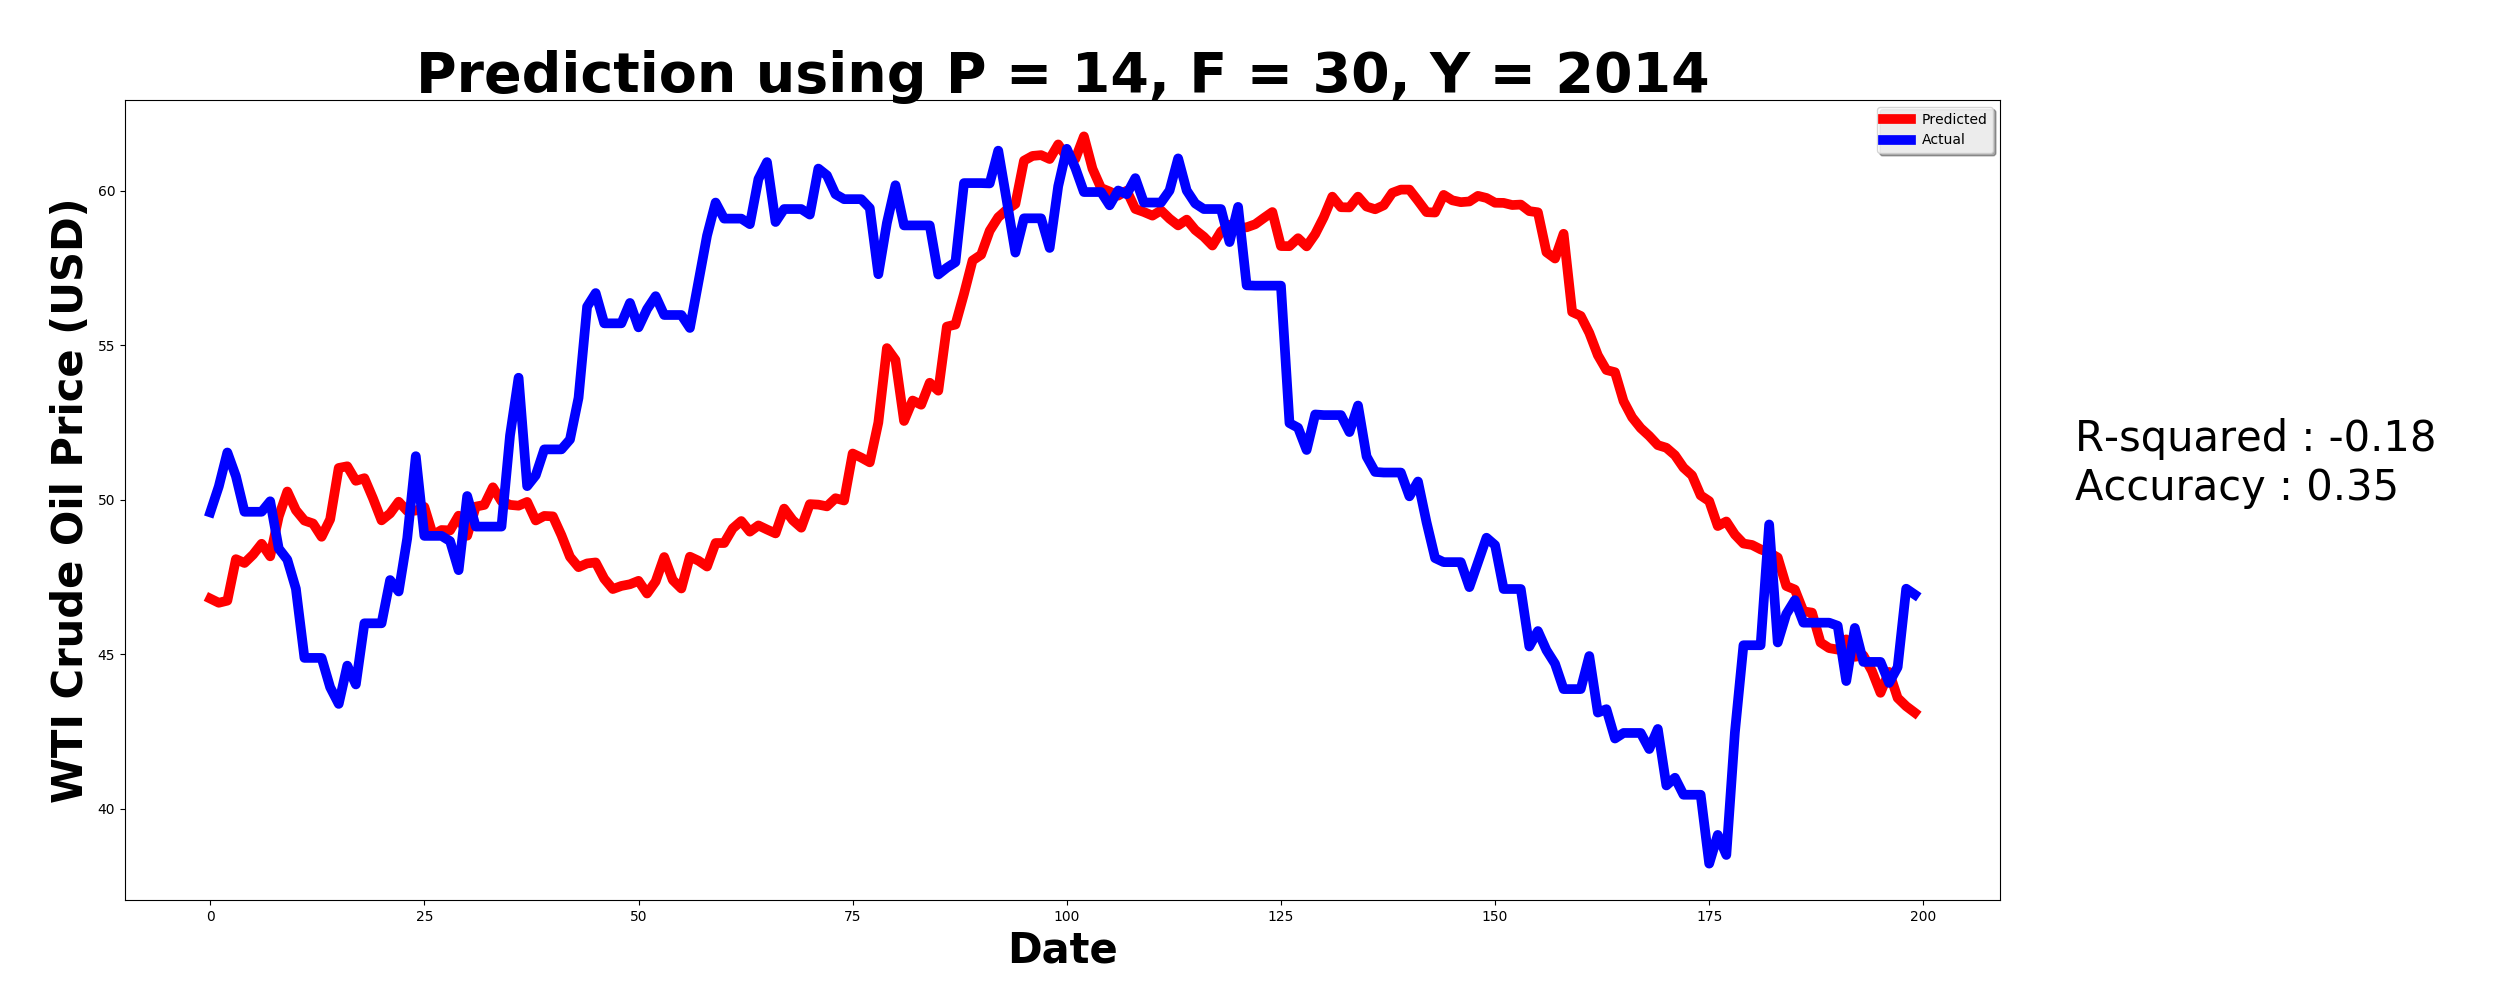 Prediction using P = 14, F = 30, Y = 2014
Predicted
Actual
WTI Crude Oil Price (USD)
60
55
50
45
40
0 25 50 75 100 125 150 175 200
Date
R-squared : -0.18
Accuracy : 0.35